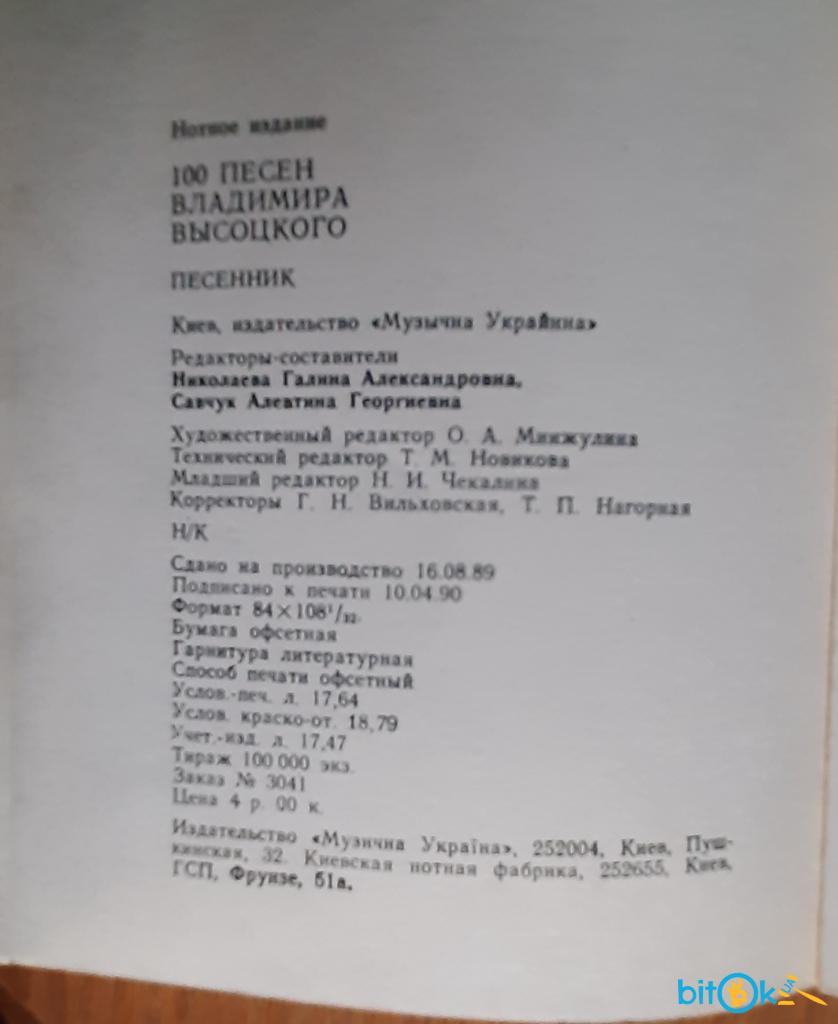 Нотное издание
100 ПЕСЕН
ВЛАДИМИРА
ВЫСОЦКОГО
ПЕСЕННИК
Киев, издательство «Музычна Украйина»
Редакторы-составители
Николаева Галина Александровна,
Савчук Алевтина Георгиевна
Художественный редактор О. А. Минжулина
Технический редактор Т. М. Новикова
Младший редактор Н. И. Чекалина
Корректоры Г. Н. Вильховская, Т. П. Нагорная
Н/К
Сдано на производство 16.08.89
Подписано к печати 10.04.90
Формат 84×108¹/₃₂.
Бумага офсетная
Гарнитура литературная
Способ печати офсетный
Услов.-печ. л. 17,64
Услов. краско-от. 18,79
Учет.-изд. л. 17,47
Тираж 100 000 экз.
Заказ № 3041
Цена 4 р. 00 к.
Издательство «Музична Україна», 252004, Киев, Пуш-
кинская, 32. Киевская нотная фабрика, 252655, Киев,
ГСП, Фрунзе, 51а.
bitOk UA